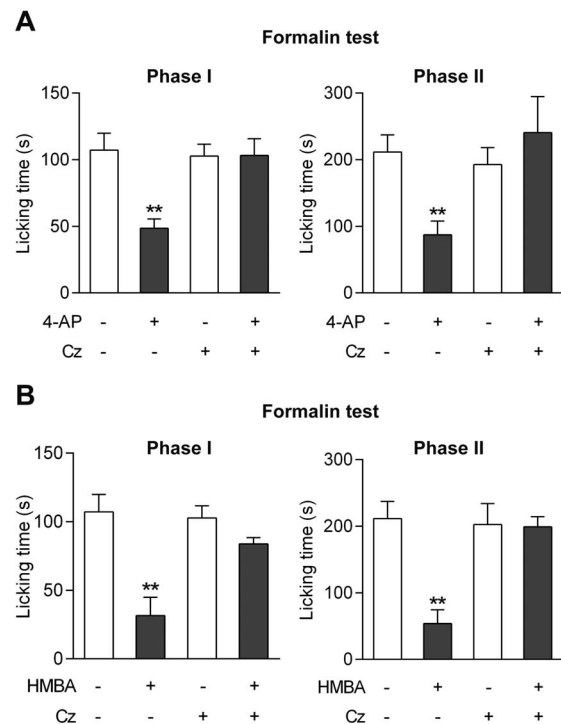 A
Formalin test
Phase I
Phase II
Licking time (s)
150
100
50
0
**
Licking time (s)
300
200
100
0
**
4-AP - + - +
Cz - - + +
4-AP - + - +
Cz - - + +
B
Formalin test
Phase I
Phase II
Licking time (s)
150
100
50
0
**
Licking time (s)
300
200
100
0
**
HMBA - + - +
Cz - - + +
HMBA - + - +
Cz - - + +